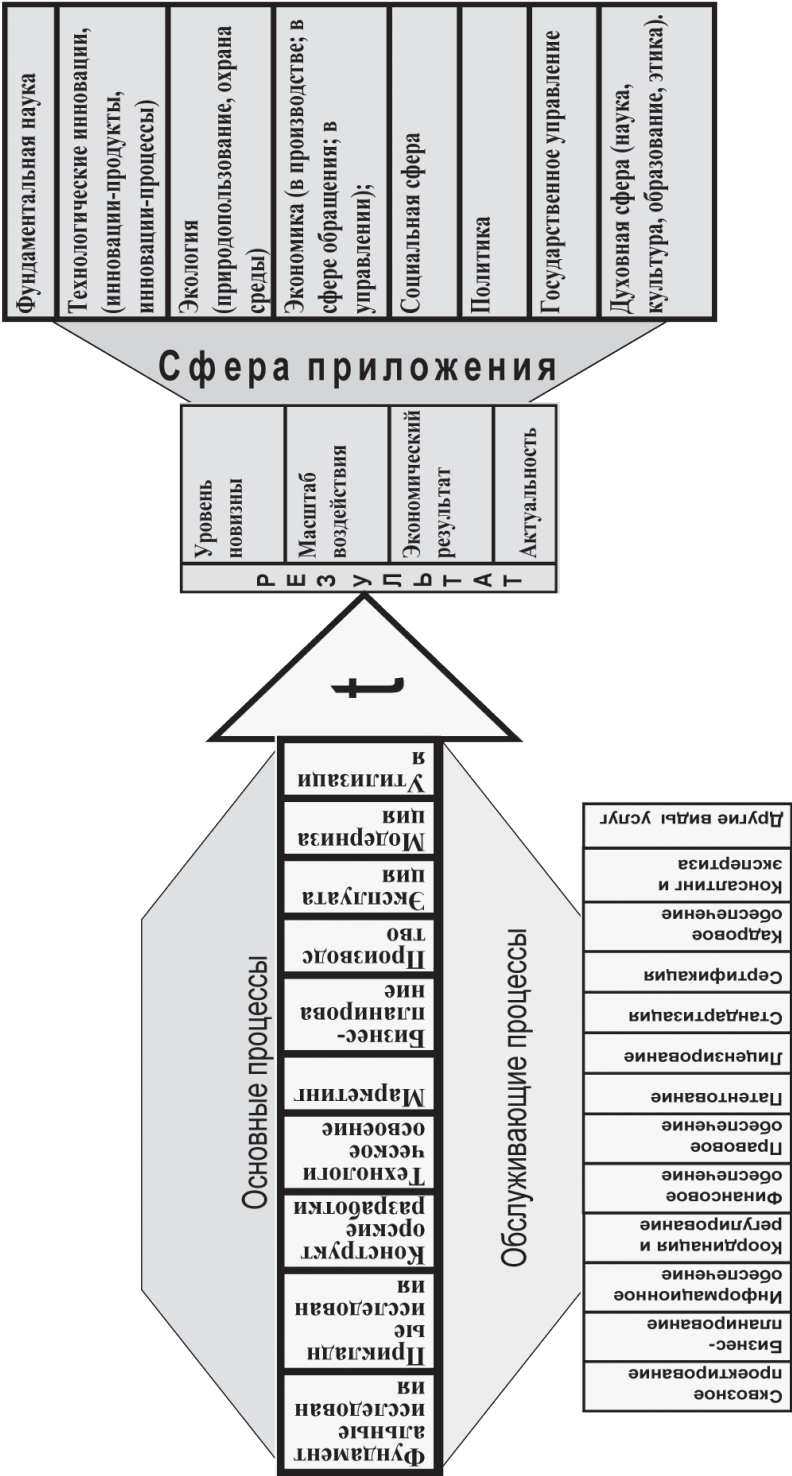 Основные процессы
Фундамент
альные
исследован
ия
Прикладн
ые
исследован
ия
Конструкт
орские
разработки
Технологи
ческое
освоение
Маркетинг
Бизнес-
планирова
ние
Производс
тво
Эксплуата
ция
Модерниза
ция
Утилизаци
я
t
Обслуживающие процессы
Сквозное
проектирование
Бизнес-
планирование
Информационное
обеспечение
Координация и
регулирование
Финансовое
обеспечение
Правовое
обеспечение
Патентование
Лицензирование
Стандартизация
Сертификация
Кадровое
обеспечение
Консалтинг и
экспертиза
Другие виды услуг
РЕЗУЛЬТАТ
Уровень
новизны
Масштаб
воздействия
Экономический
результат
Актуальность
Сфера приложения
Фундаментальная наука
Технологические инновации,
(инновации-продукты,
инновации-процессы)
Экология
(природопользование, охрана
среды)
Экономика (в производстве; в
сфере обращения; в
управлении);
Социальная сфера
Политика
Государственное управление
Духовная сфера (наука,
культура, образование, этика).